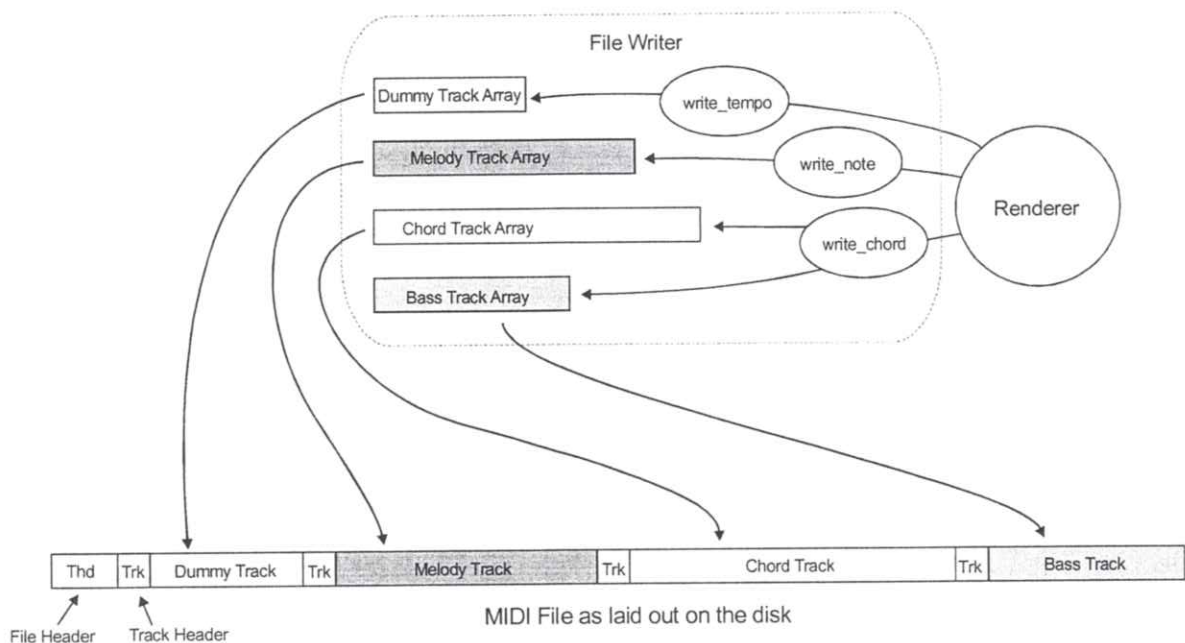 File Writer
Dummy Track Array
write_tempo
Melody Track Array
write_note
Renderer
Chord Track Array
write_chord
Bass Track Array
Thd Trk Dummy Track Trk Melody Track Trk Chord Track Trk Bass Track
MIDI File as laid out on the disk
File Header Track Header